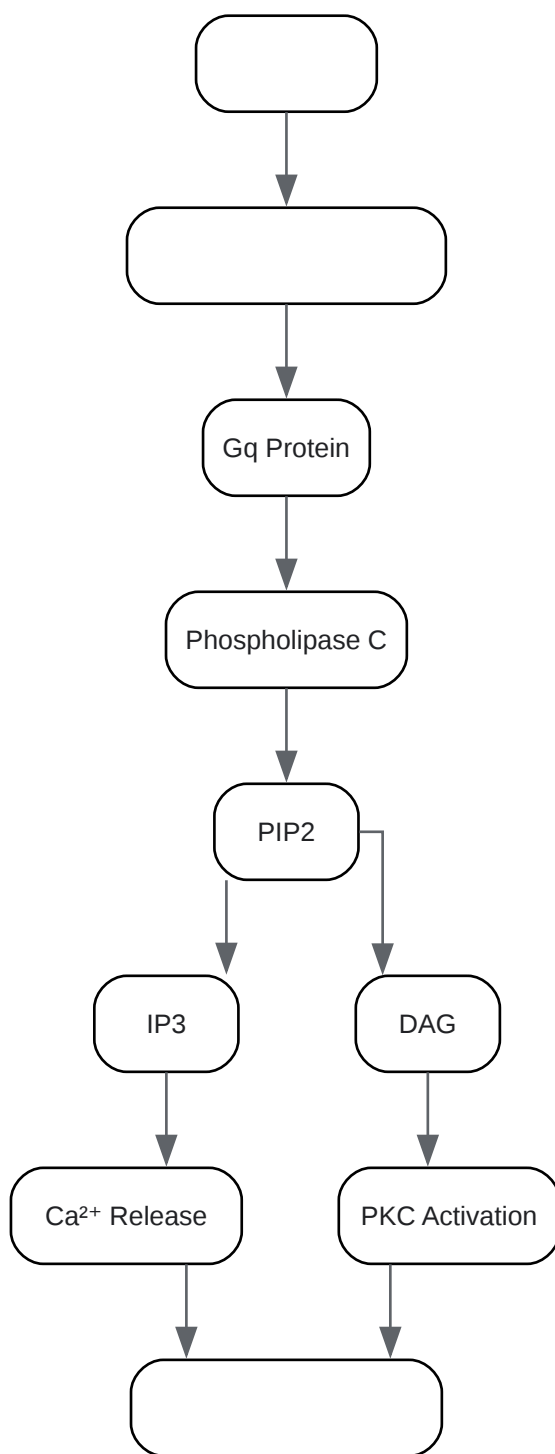 Gq Protein
Phospholipase C
PIP2
IP3
DAG
Ca²⁺ Release
PKC Activation